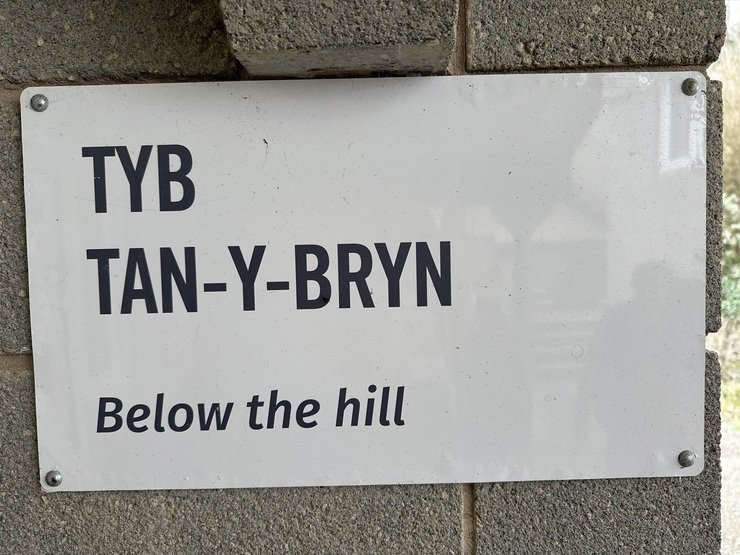 TYB
TAN-Y-BRYN
Below the hill